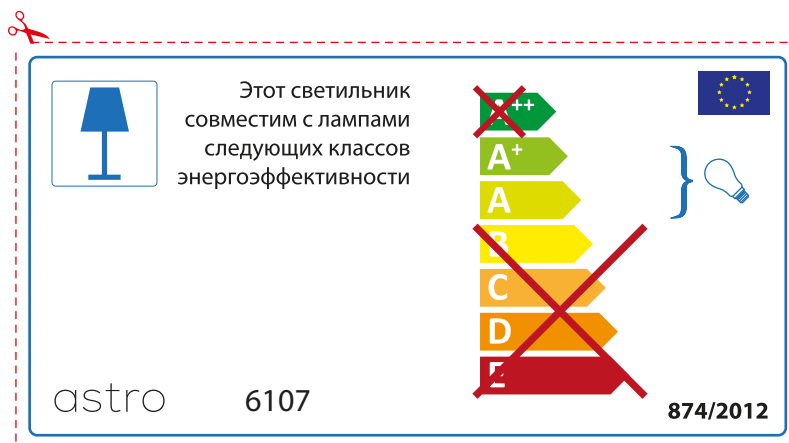 Этот светильник
совместим с лампами
следующих классов
энергоэффективности
A++
A+
A
B
C
D
E
astro
6107
874/2012